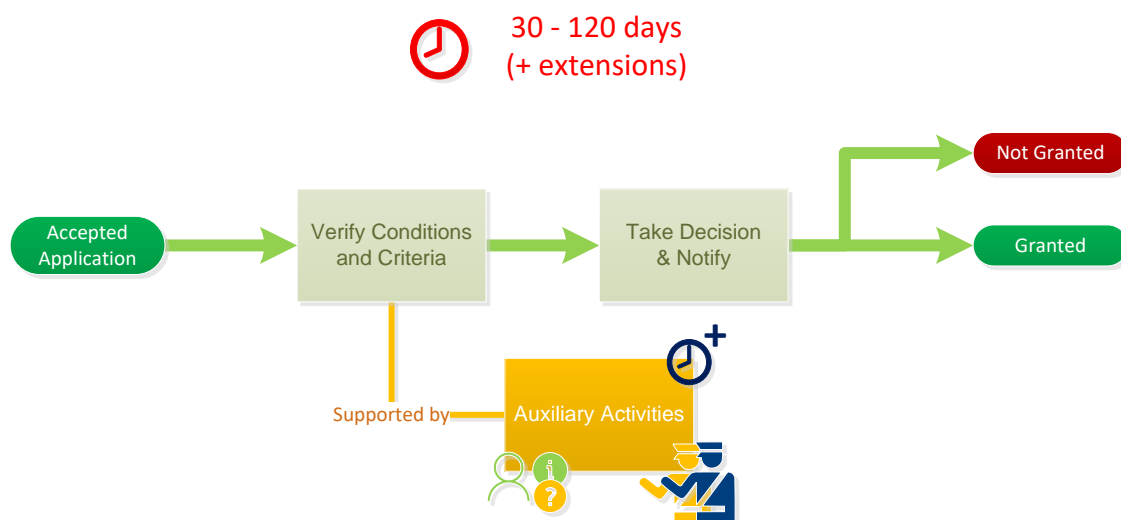 30 - 120 days
(+ extensions)
Not Granted
Accepted
Application
Verify Conditions
and Criteria
Take Decision
& Notify
Granted
Supported by
Auxiliary Activities
i
?